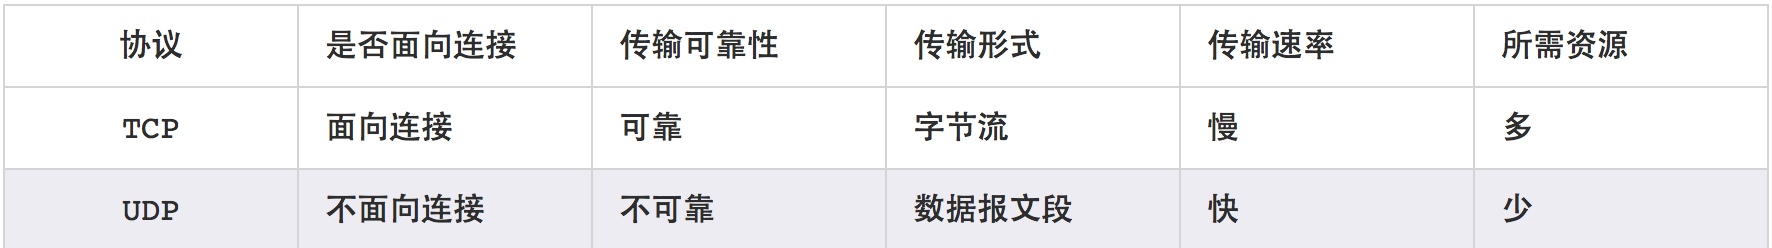 协议 是否面向连接 传输可靠性 传输形式 传输速率 所需资源
TCP 面向连接 可靠 字节流 慢 多
UDP 不面向连接 不可靠 数据报文段 快 少